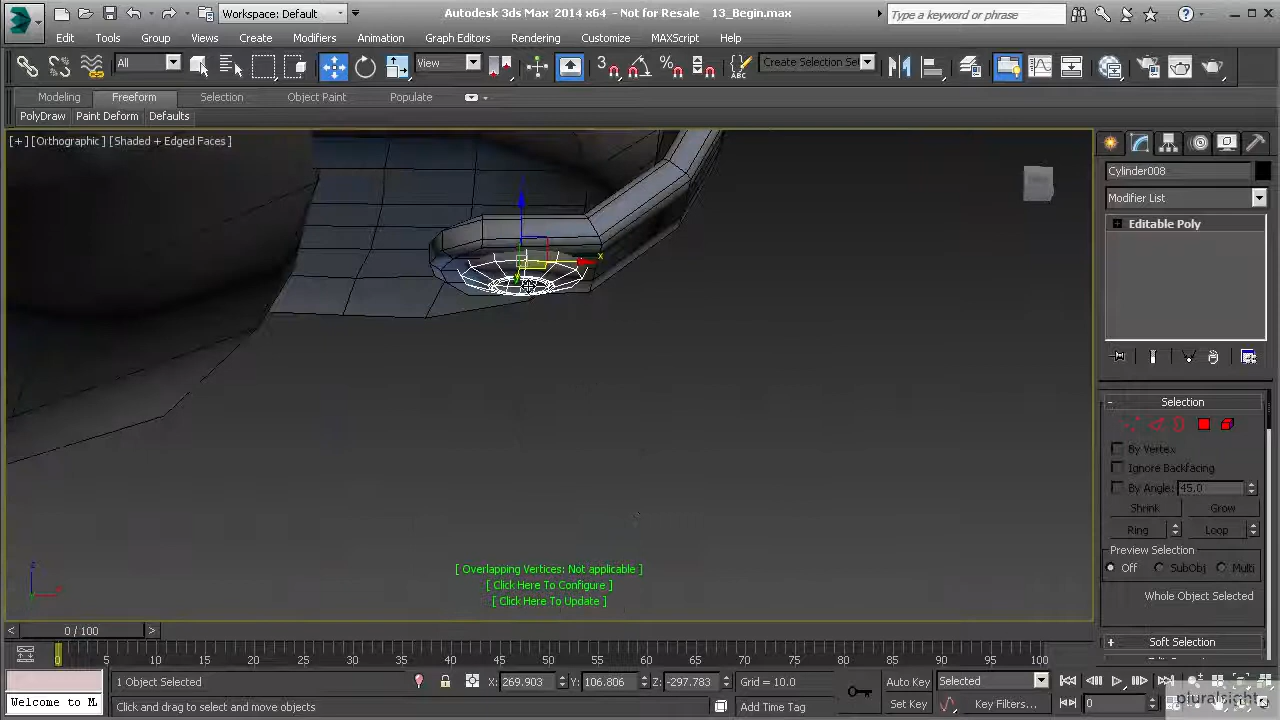 Autodesk 3ds Max 2014 x64 - Not for Resale 13_Begin.max
Workspace: Default
Type a keyword or phrase
Edit Tools Group Views Create Modifiers Animation Graph Editors Rendering Customize MAXScript Help
All View Create Selection Se
Modeling Freeform Selection Object Paint Populate
PolyDraw Paint Deform Defaults
[+] [Orthographic ] [Shaded + Edged Faces ]
Cylinder008
Modifier List
Editable Poly
Selection
By Vertex
Ignore Backfacing
By Angle: 45.0
Shrink Grow
Ring Loop
Preview Selection
Off SubObj Multi
Whole Object Selected
Soft Selection
x
[ Overlapping Vertices: Not applicable ]
[ Click Here To Configure ]
[ Click Here To Update ]
z
< 0 / 100 >
0 5 10 15 20 25 30 35 40 45 50 55 60 65 70 75 80 85 90 95 100
1 Object Selected X: 269.903 Y: 106.806 Z: -297.783 Grid = 10.0 Auto Key Selected
Welcome to M. Click and drag to select and move objects Add Time Tag Set Key Key Filters... 0
pluralsight